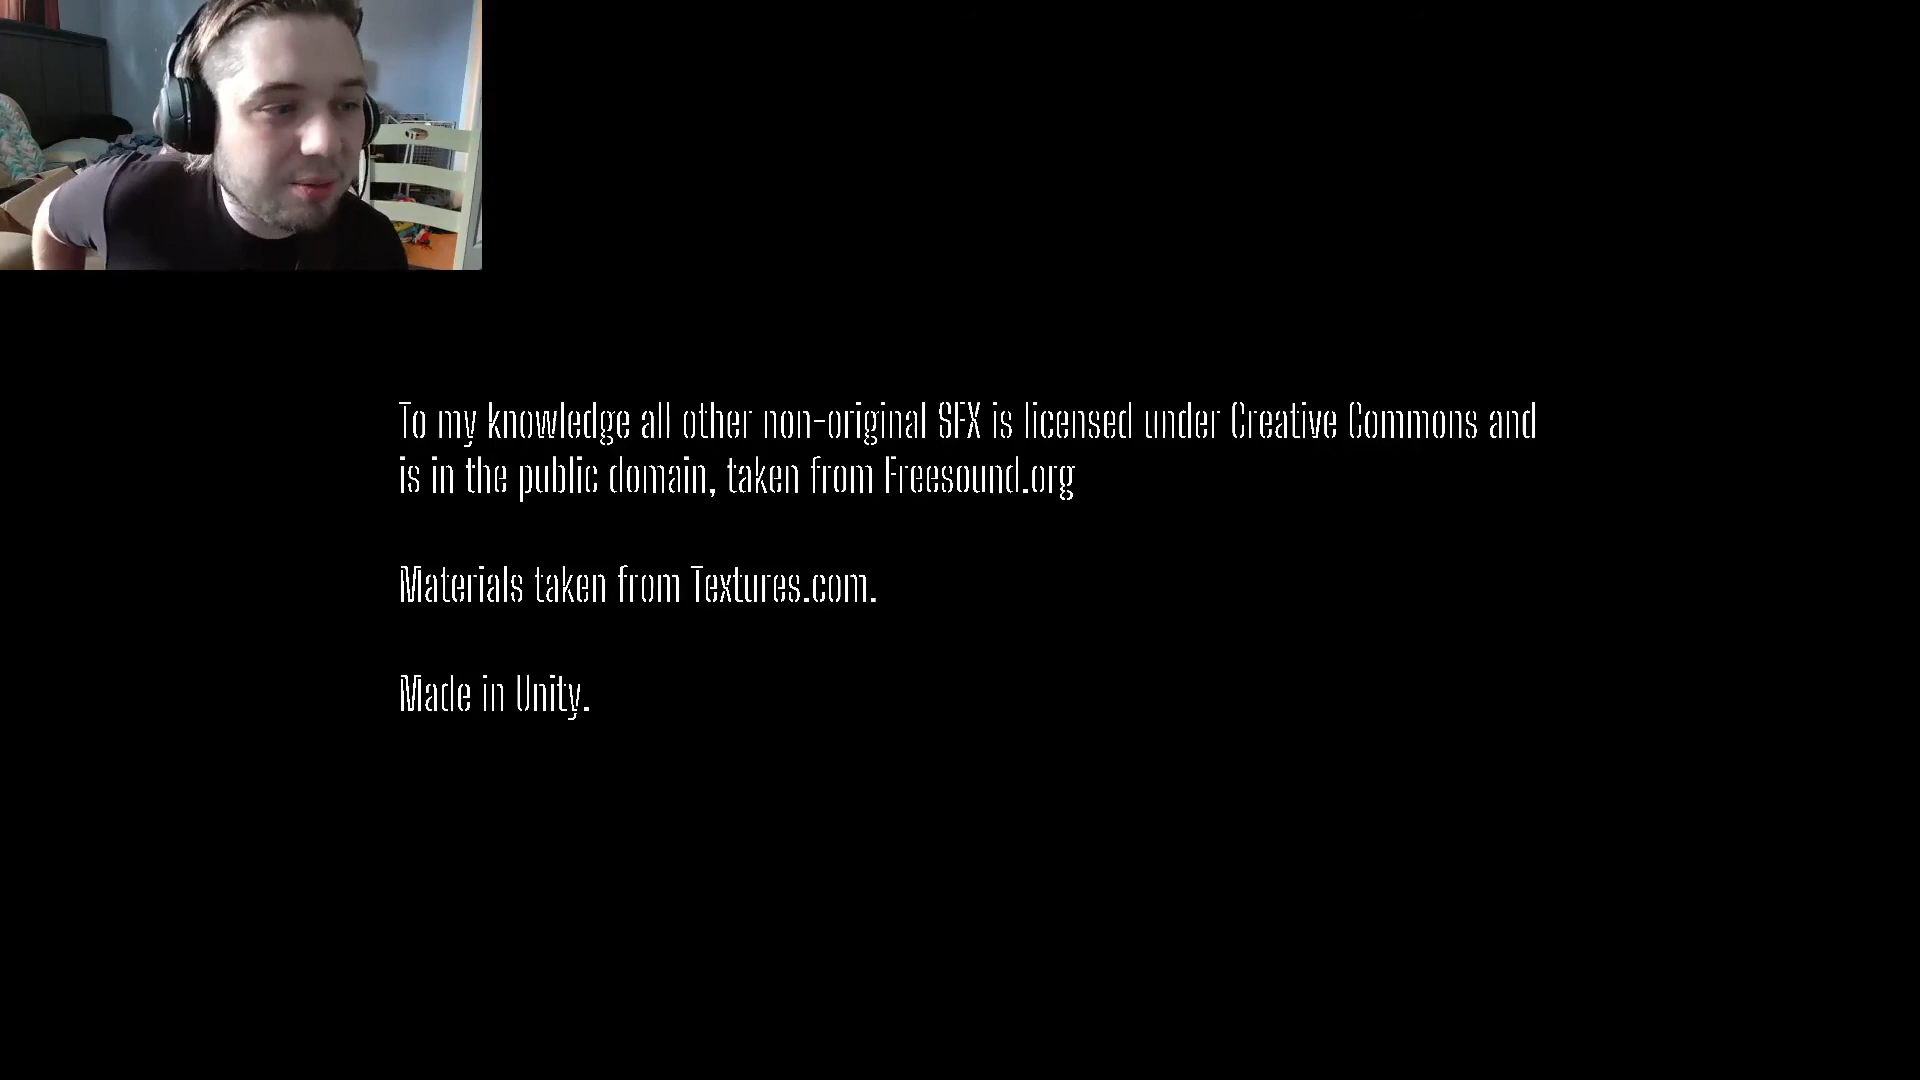 To my knowledge all other non-original SFX is licensed under Creative Commons and
is in the public domain, taken from Freesound.org
Materials taken from Textures.com.
Made in Unity.